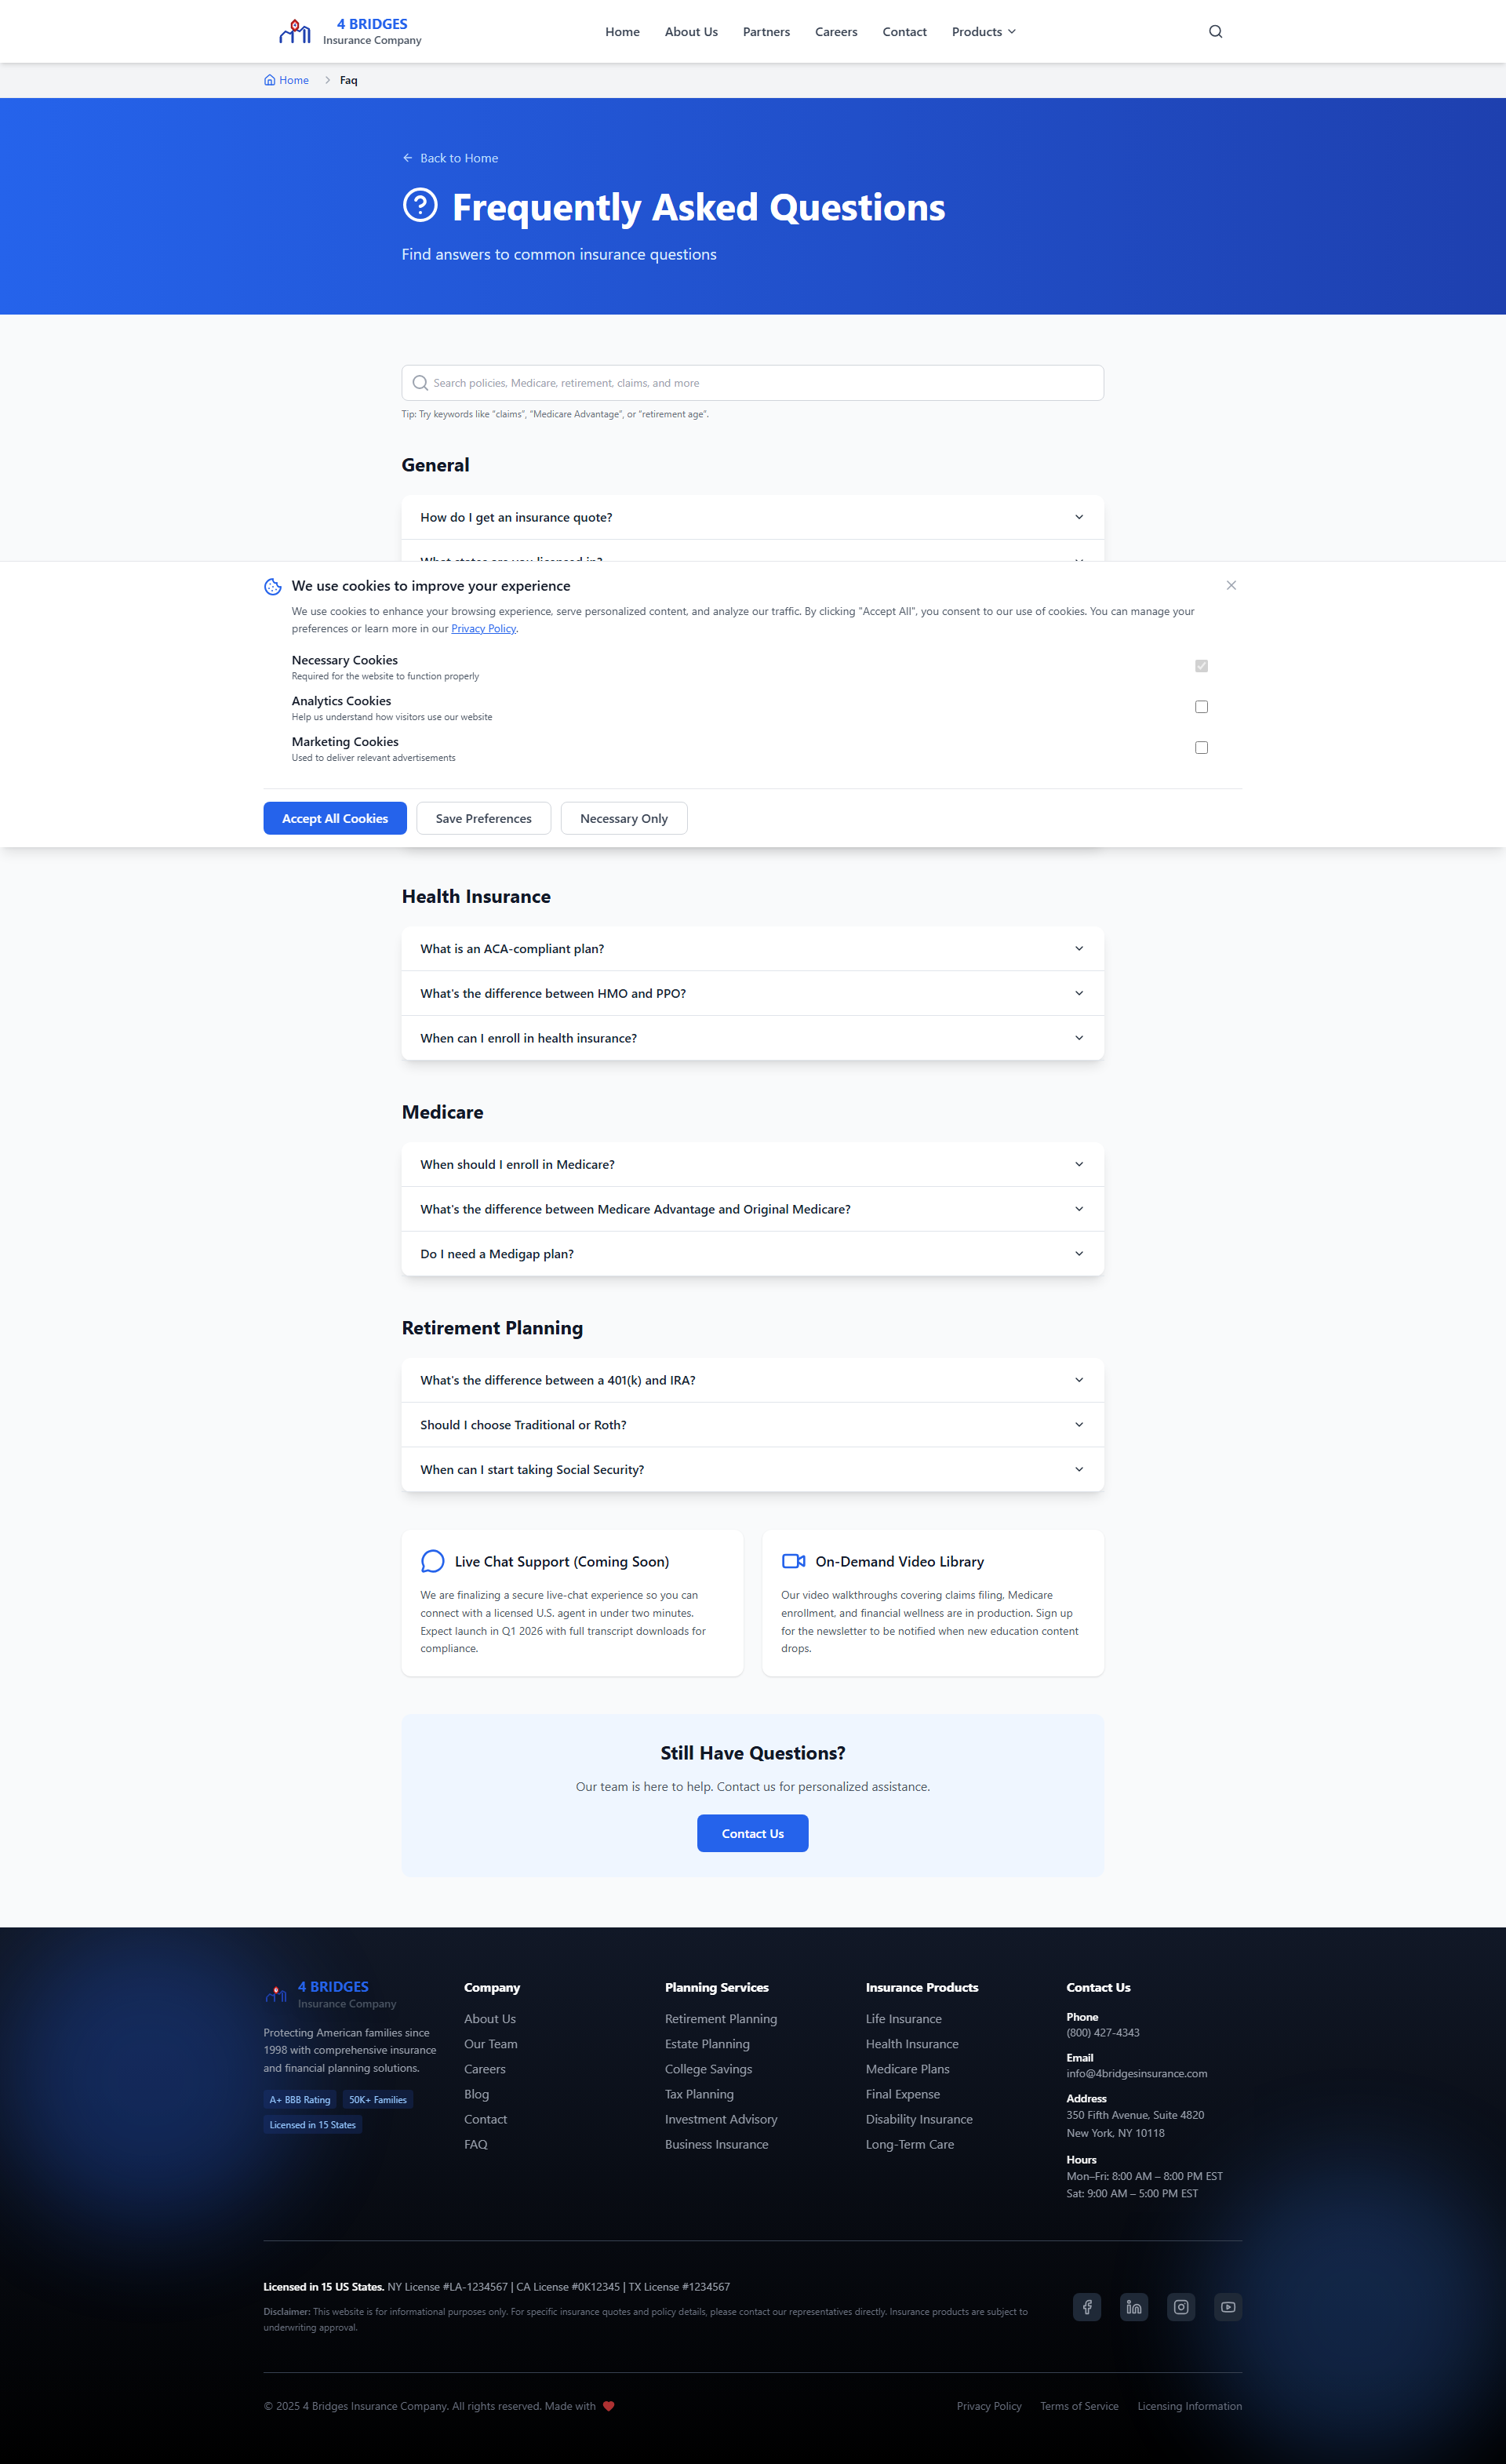 4 BRIDGES
Insurance Company
Home
About Us
Partners
Careers
Contact
Products
Home
Faq
Back to Home
Frequently Asked Questions
Find answers to common insurance questions
Search policies, Medicare, retirement, claims, and more
Tip: Try keywords like "claims", "Medicare Advantage", or "retirement age".
General
How do I get an insurance quote?
What states are you licensed in?
We use cookies to improve your experience
We use cookies to enhance your browsing experience, serve personalized content, and analyze our traffic. By clicking "Accept All", you consent to our use of cookies. You can manage your
preferences or learn more in our Privacy Policy.
Necessary Cookies
Required for the website to function properly
Analytics Cookies
Help us understand how visitors use our website
Marketing Cookies
Used to deliver relevant advertisements
Accept All Cookies
Save Preferences
Necessary Only
Health Insurance
What is an ACA-compliant plan?
What's the difference between HMO and PPO?
When can I enroll in health insurance?
Medicare
When should I enroll in Medicare?
What's the difference between Medicare Advantage and Original Medicare?
Do I need a Medigap plan?
Retirement Planning
What's the difference between a 401(k) and IRA?
Should I choose Traditional or Roth?
When can I start taking Social Security?
Live Chat Support (Coming Soon)
We are finalizing a secure live-chat experience so you can
connect with a licensed U.S. agent in under two minutes.
Expect launch in Q1 2026 with full transcript downloads for
compliance.
On-Demand Video Library
Our video walkthroughs covering claims filing, Medicare
enrollment, and financial wellness are in production. Sign up
for the newsletter to be notified when new education content
drops.
Still Have Questions?
Our team is here to help. Contact us for personalized assistance.
Contact Us
4 BRIDGES
Insurance Company
Protecting American families since
1998 with comprehensive insurance
and financial planning solutions.
A+ BBB Rating
50K+ Families
Licensed in 15 States
Company
About Us
Our Team
Careers
Blog
Contact
FAQ
Planning Services
Retirement Planning
Estate Planning
College Savings
Tax Planning
Investment Advisory
Business Insurance
Insurance Products
Life Insurance
Health Insurance
Medicare Plans
Final Expense
Disability Insurance
Long-Term Care
Contact Us
Phone
(800) 427-4343
Email
info@4bridgesinsurance.com
Address
350 Fifth Avenue, Suite 4820
New York, NY 10118
Hours
Mon–Fri: 8:00 AM – 8:00 PM EST
Sat: 9:00 AM – 5:00 PM EST
Licensed in 15 US States. NY License #LA-1234567 | CA License #0K12345 | TX License #1234567
Disclaimer: This website is for informational purposes only. For specific insurance quotes and policy details, please contact our representatives directly. Insurance products are subject to
underwriting approval.
© 2025 4 Bridges Insurance Company. All rights reserved. Made with
Privacy Policy
Terms of Service
Licensing Information